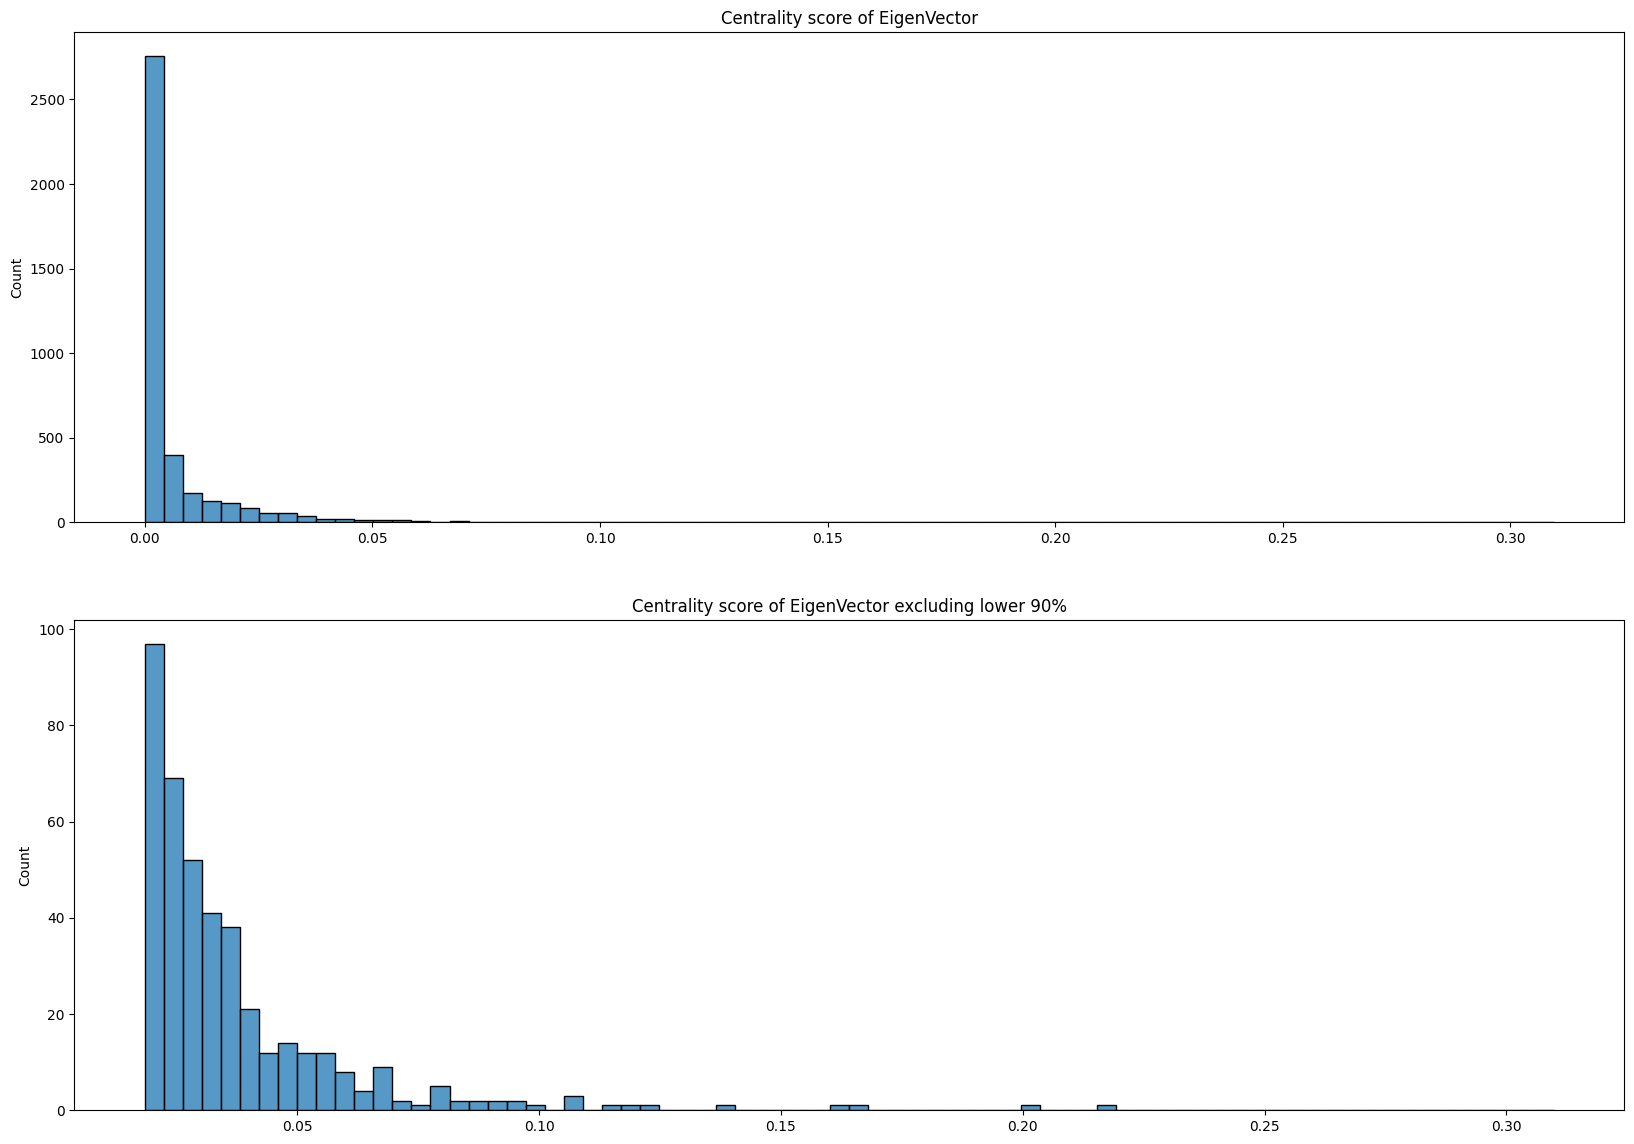 Centrality score of EigenVector
2500
2000
1500
1000
500
0
Count
0.00 0.05 0.10 0.15 0.20 0.25 0.30
Centrality score of EigenVector excluding lower 90%
100
80
60
40
20
0
Count
0.05 0.10 0.15 0.20 0.25 0.30